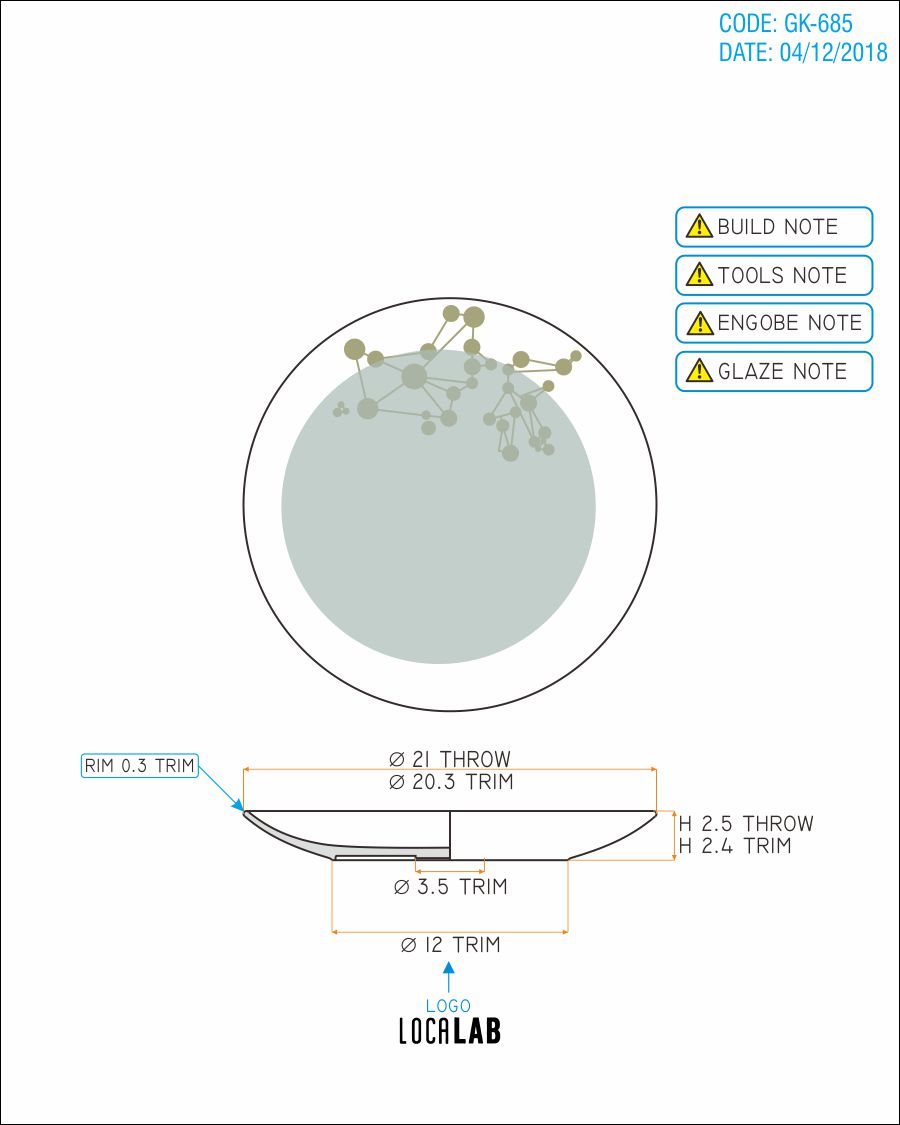 CODE: GK-685
DATE: 04/12/2018
BUILD NOTE
TOOLS NOTE
ENGOBE NOTE
GLAZE NOTE
Ø 21 THROW
RIM 0.3 TRIM
Ø 20.3 TRIM
H 2.5 THROW
H 2.4 TRIM
Ø 3.5 TRIM
Ø 12 TRIM
LOGO
LOCALAB